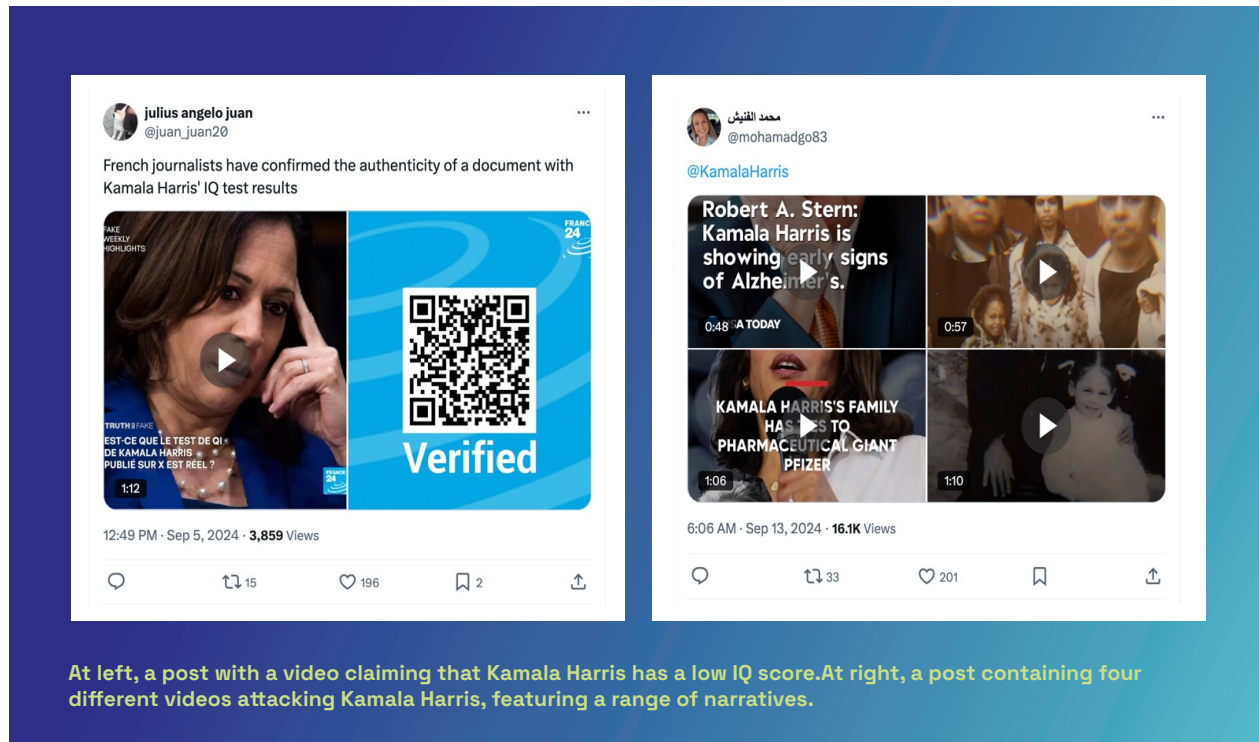 julius angelo juan
@juan_juan20
French journalists have confirmed the authenticity of a document with
Kamala Harris' IQ test results
FAKE
WEEKLY
HIGHLIGHTS
FRANC
24
TRUTH OR FAKE
EST-CE QUE LE TEST DE QI
DE KAMALA HARRIS
PUBLIÉ SUR X EST RÉEL ?
FRANCE
24
Verified
1:12
12:49 PM · Sep 5, 2024 · 3,859 Views
15
196
2
محمد الفنيش
@mohamadgo83
@KamalaHarris
Robert A. Stern:
Kamala Harris is
showing early signs
of Alzheimer's.
0:48
A TODAY
0:57
KAMALA HARRIS'S FAMILY
HAS TIES TO
PHARMACEUTICAL GIANT
PFIZER
1:06
1:10
6:06 AM · Sep 13, 2024 · 16.1K Views
33
201
At left, a post with a video claiming that Kamala Harris has a low IQ score.At right, a post containing four
different videos attacking Kamala Harris, featuring a range of narratives.